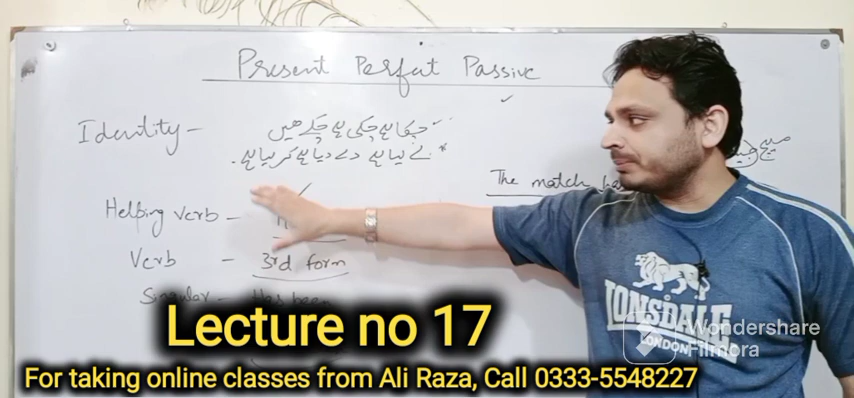 Present Perfect Passive
Identity - چکا ہے چکی ہے چکے ہیں
لے لیا ہے دے دیا ہے کر لیا ہے۔
میچ
The match
Helping verb -
Verb - 3rd form
Singular - Has been
LONSDALE
LONDON
Wondershare
Filmora
Lecture no 17
For taking online classes from Ali Raza, Call 0333-5548227